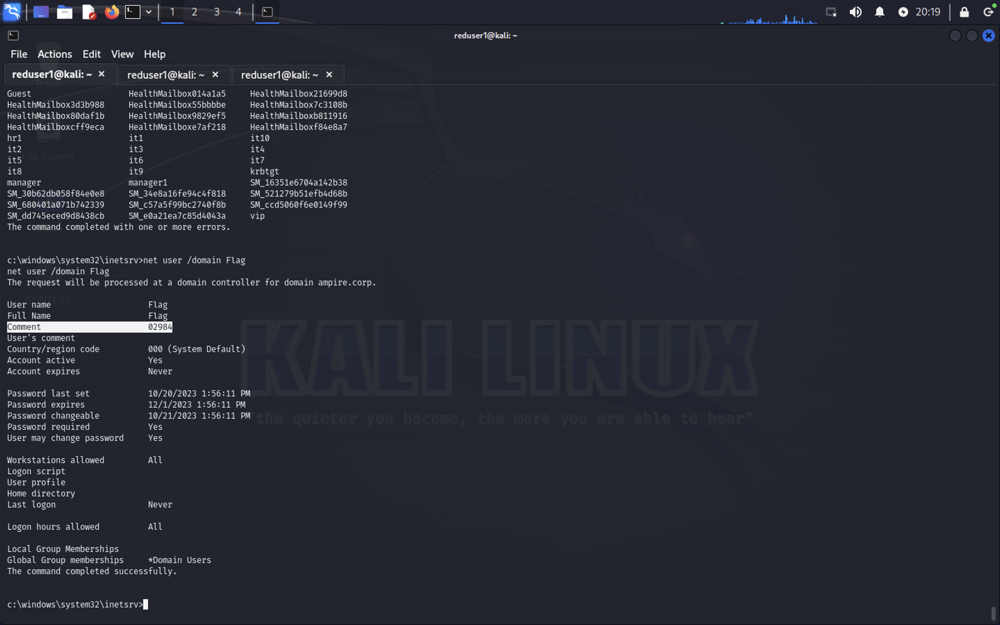 1 2 3 4 20:19
reduser1@kali: ~
File Actions Edit View Help
reduser1@kali: ~ reduser1@kali: ~ reduser1@kali: ~
Trash
Guest HealthMailbox014a1a5 HealthMailbox21699d8
HealthMailbox3d3b988 HealthMailbox55bbbbe HealthMailbox7c3108b
HealthMailbox80daf1b HealthMailbox9829ef5 HealthMailboxb811916
HealthMailboxcff9eca HealthMailboxe7af218 HealthMailboxf84e8a7
hr1 it1 it10
it2 it3 it4
File System
it5 it6 it7
it8 it9 krbtgt
manager manager1 SM_16351e6704a142b38
SM_30b62db058f84e0e8 SM_34e8a16fe94c4f818 SM_521279b51efb4d68b
SM_680401a071b742339 SM_c57a5f99bc2740f8b SM_ccd5060f6e0149f99
SM_dd745eced9d8438cb SM_e0a21ea7c85d4043a vip
The command completed with one or more errors.
c:\windows\system32\inetsrv>net user /domain Flag
net user /domain Flag
The request will be processed at a domain controller for domain ampire.corp.
CONTEXT
User name Flag
Full Name Flag
Comment 02984
User's comment
Country/region code 000 (System Default)
Account active Yes
Account expires Never
KALI LINUX
Password last set 10/20/2023 1:56:11 PM
Password expires 12/1/2023 1:56:11 PM
Password changeable 10/21/2023 1:56:11 PM
"the quieter you become, the more you are able to hear"
Password required Yes
User may change password Yes
Workstations allowed All
Logon script
User profile
Home directory
Last logon Never
Logon hours allowed All
Local Group Memberships
Global Group memberships *Domain Users
The command completed successfully.
c:\windows\system32\inetsrv>